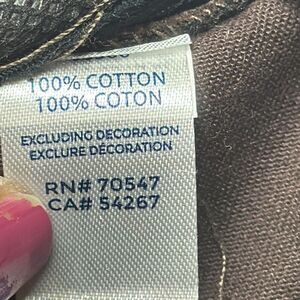 100% COTTON
100% COTON
EXCLUDING DECORATION
EXCLURE DÉCORATION
RN# 70547
CA# 54267